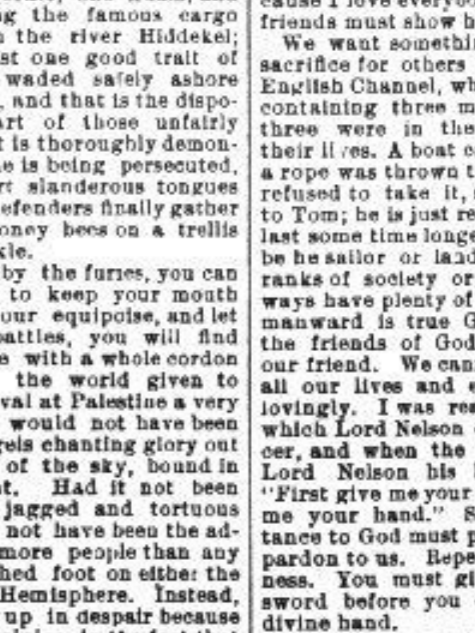 ng the famous cargo
n the river Hiddekel;
st one good trait of
waded safely ashore
, and that is the dispo-
art of those unfairly
t is thoroughly demon-
ne is being persecuted,
rt slanderous tongues
efenders finally gather
oney bees on a trellis
kle.
by the furies, you can
to keep your mouth
our equipoise, and let
battles, you will find
e with a whole cordon
the world given to
val at Palestine a very
would not have been
gels chanting glory out
of the sky, bound in
t. Had it not been
jagged and tortuous
not have been the ad-
more people than any
hed foot on either the
Hemisphere. Instead,
up in despair because
cause I love everybo
friends must show h
We want somethi
sacrifice for others
English Channel, wh
containing three m
three were in the
their lives. A boat c
a rope was thrown t
refused to take it,
to Tom; he is just re
last some time longe
be he sailor or land
ranks of society or
ways have plenty of
manward is true G
the friends of God
our friend. We can
all our lives and
lovingly. I was rea
which Lord Nelson
cer, and when the
Lord Nelson his
"First give me your
me your hand." S
tance to God must p
pardon to us. Repe
ness. You must gi
sword before you
divine hand.